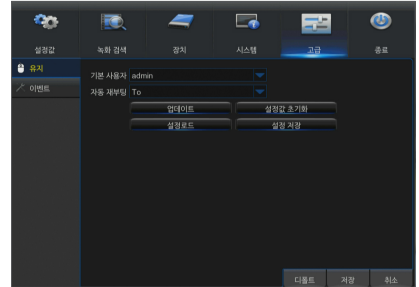 설정값 녹화 검색 장치 시스템 고급 종료
유지
이벤트
기본 사용자 admin
자동 재부팅 To
업데이트 설정값 초기화
설정로드 설정 저장
디폴트 저장 취소